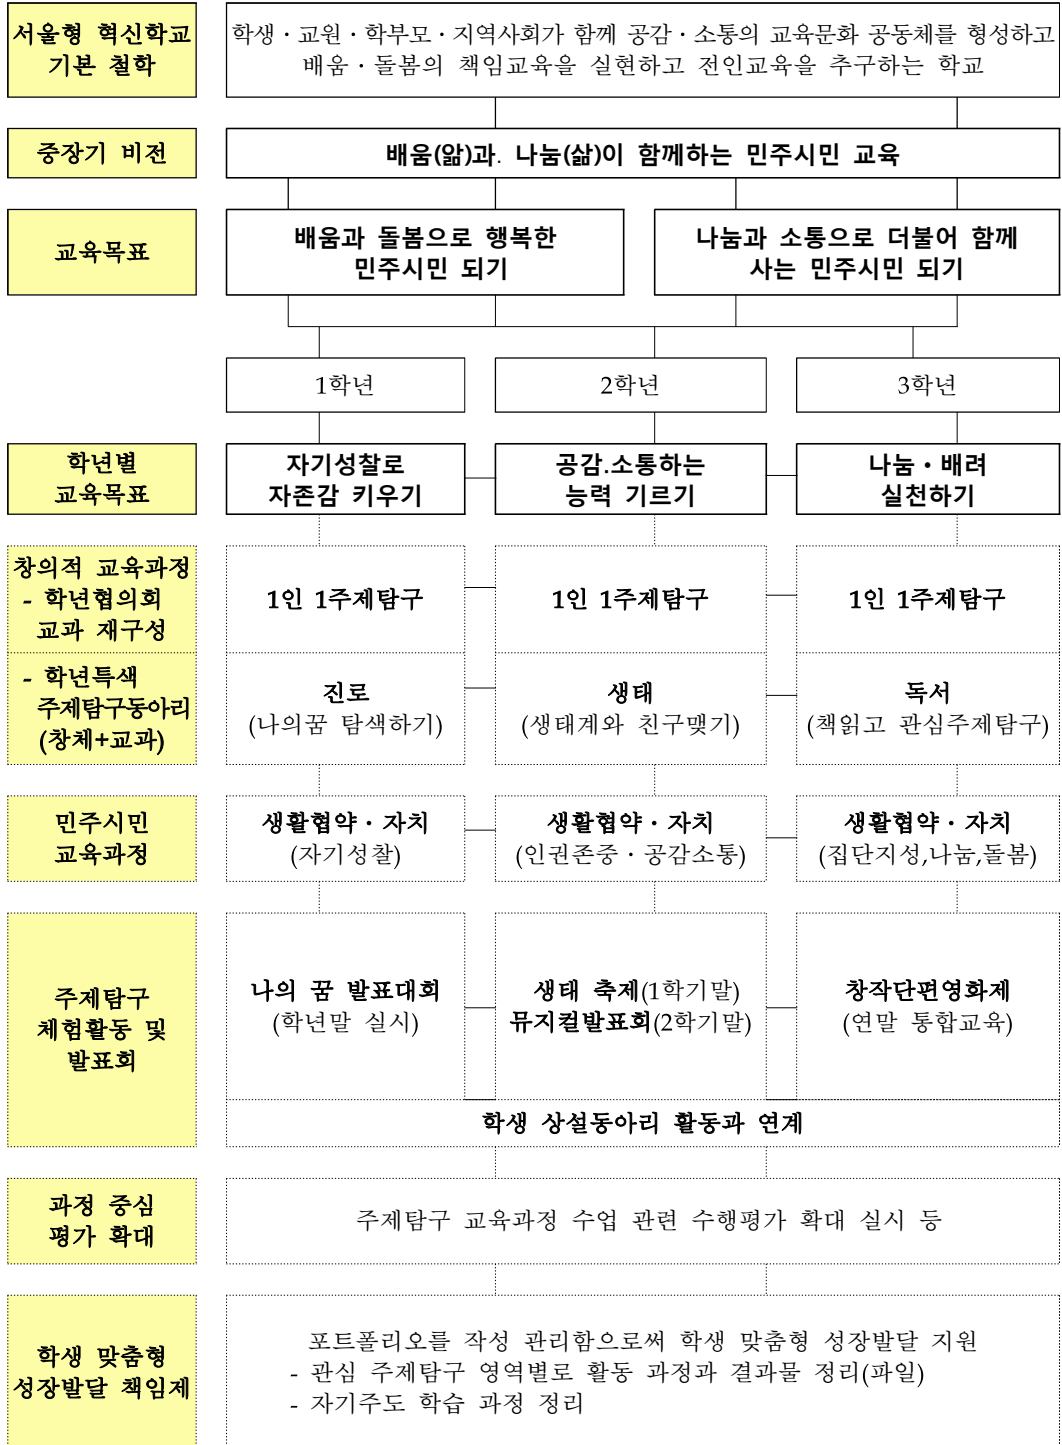 서울형 혁신학교
기본 철학
학생·교원·학부모·지역사회가 함께 공감·소통의 교육문화 공동체를 형성하고
배움·돌봄의 책임교육을 실현하고 전인교육을 추구하는 학교
중장기 비전
배움(앎)과. 나눔(삶)이 함께하는 민주시민 교육
교육목표
배움과 돌봄으로 행복한
민주시민 되기
나눔과 소통으로 더불어 함께
사는 민주시민 되기
1학년
2학년
3학년
학년별
교육목표
자기성찰로
자존감 키우기
공감.소통하는
능력 기르기
나눔·배려
실천하기
창의적 교육과정
- 학년협의회
교과 재구성
1인 1주제탐구
1인 1주제탐구
1인 1주제탐구
- 학년특색
주제탐구동아리
(창체+교과)
진로
(나의꿈 탐색하기)
생태
(생태계와 친구맺기)
독서
(책읽고 관심주제탐구)
민주시민
교육과정
생활협약·자치
(자기성찰)
생활협약·자치
(인권존중·공감소통)
생활협약·자치
(집단지성,나눔,돌봄)
주제탐구
체험활동 및
발표회
나의 꿈 발표대회
(학년말 실시)
생태 축제(1학기말)
뮤지컬발표회(2학기말)
창작단편영화제
(연말 통합교육)
학생 상설동아리 활동과 연계
과정 중심
평가 확대
주제탐구 교육과정 수업 관련 수행평가 확대 실시 등
학생 맞춤형
성장발달 책임제
포트폴리오를 작성 관리함으로써 학생 맞춤형 성장발달 지원
- 관심 주제탐구 영역별로 활동 과정과 결과물 정리(파일)
- 자기주도 학습 과정 정리